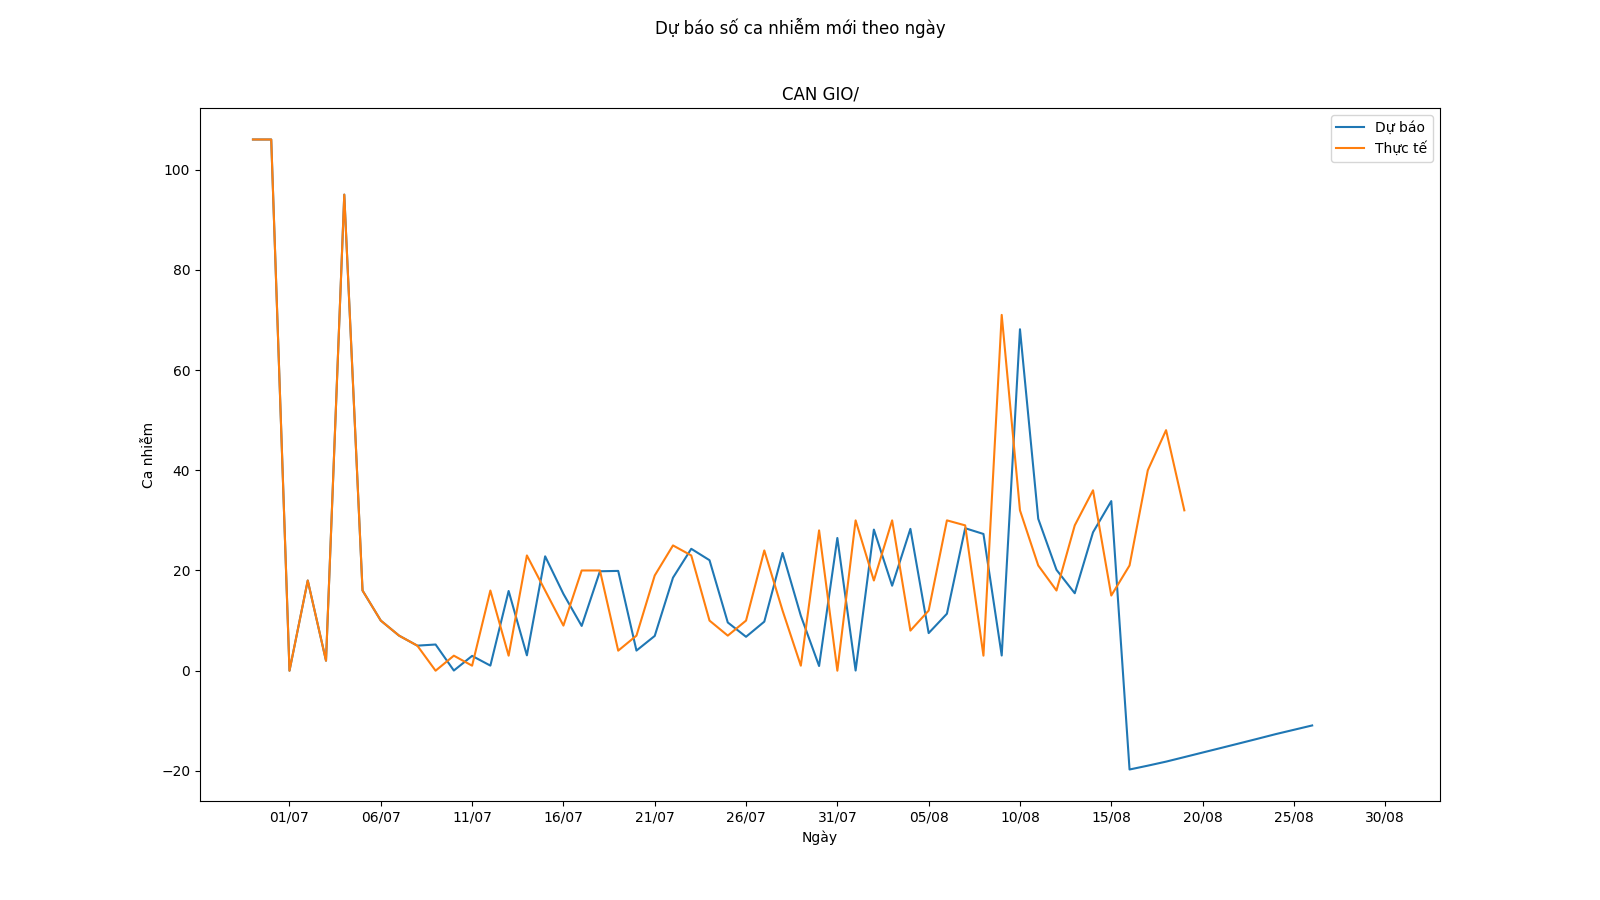 Dự báo số ca nhiễm mới theo ngày
CAN GIO/
Dự báo
Thực tế
100
80
60
40
20
0
−20
Ca nhiễm
01/07 06/07 11/07 16/07 21/07 26/07 31/07 05/08 10/08 15/08 20/08 25/08 30/08
Ngày